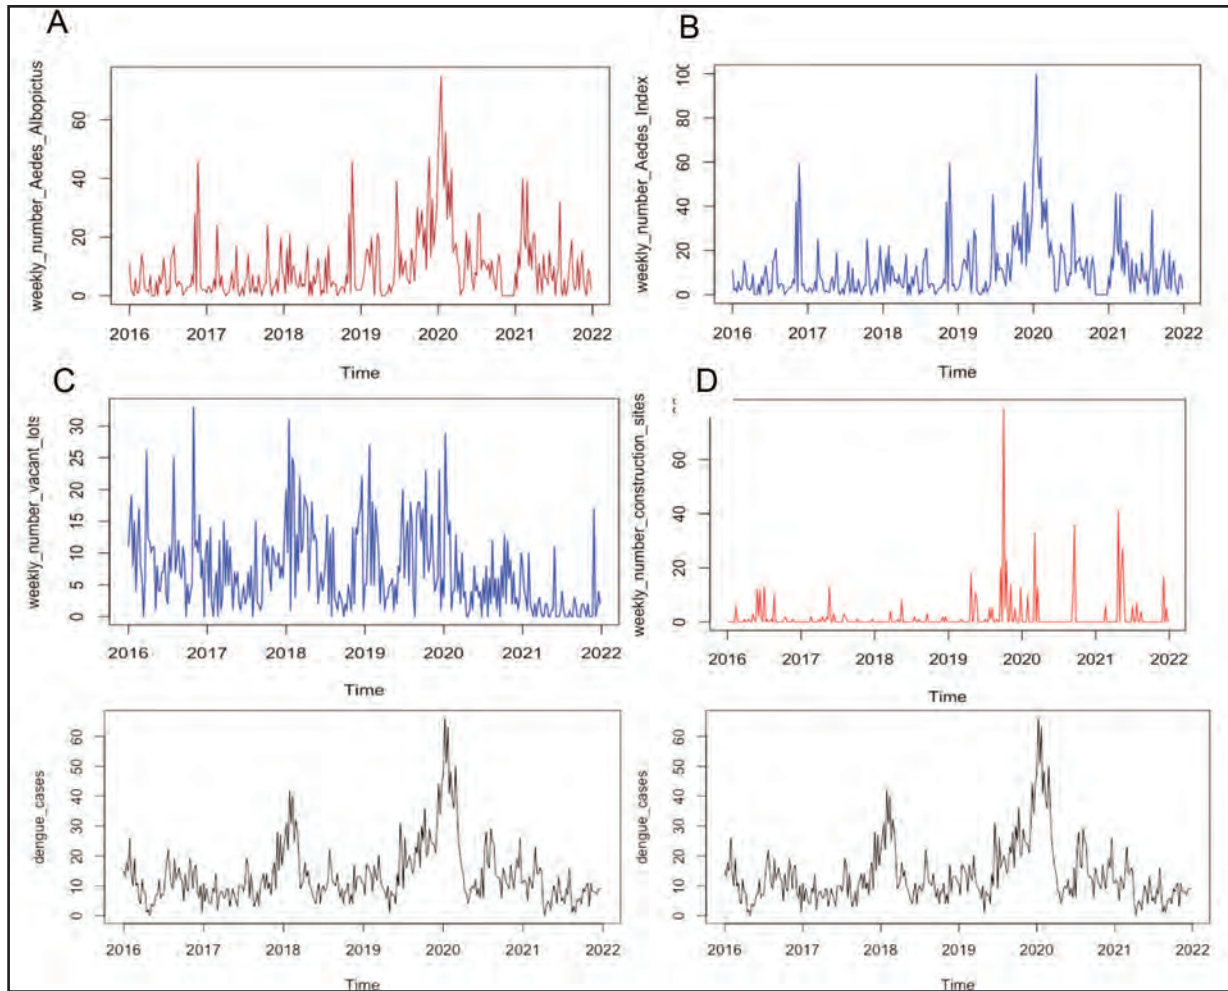 A
weekly_number_Aedes_Albopictus
60
40
20
0
2016 2017 2018 2019 2020 2021 2022
Time
B
weekly_number_Aedes_Index
100
80
60
40
20
0
2016 2017 2018 2019 2020 2021 2022
Time
C
weekly_number_vacant_lots
30
25
20
15
10
5
0
2016 2017 2018 2019 2020 2021 2022
Time
D
weekly_number_construction_sites
60
40
20
0
2016 2017 2018 2019 2020 2021 2022
Time
dengue_cases
60
50
40
30
20
10
0
2016 2017 2018 2019 2020 2021 2022
Time
dengue_cases
60
50
40
30
20
10
0
2016 2017 2018 2019 2020 2021 2022
Time